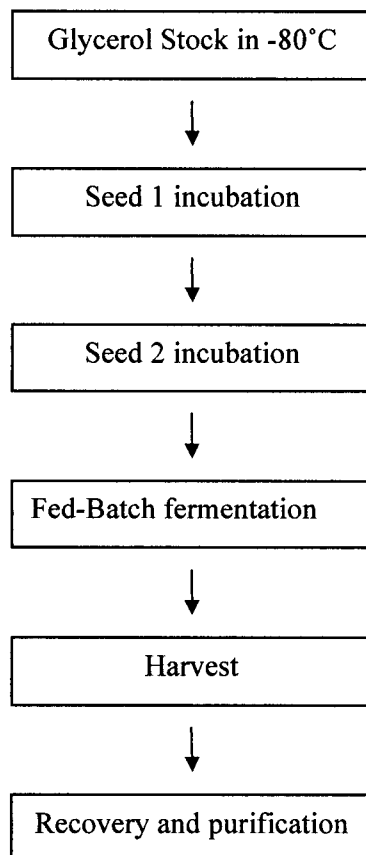 Glycerol Stock in -80˚C
Seed 1 incubation
Seed 2 incubation
Fed-Batch fermentation
Harvest
Recovery and purification